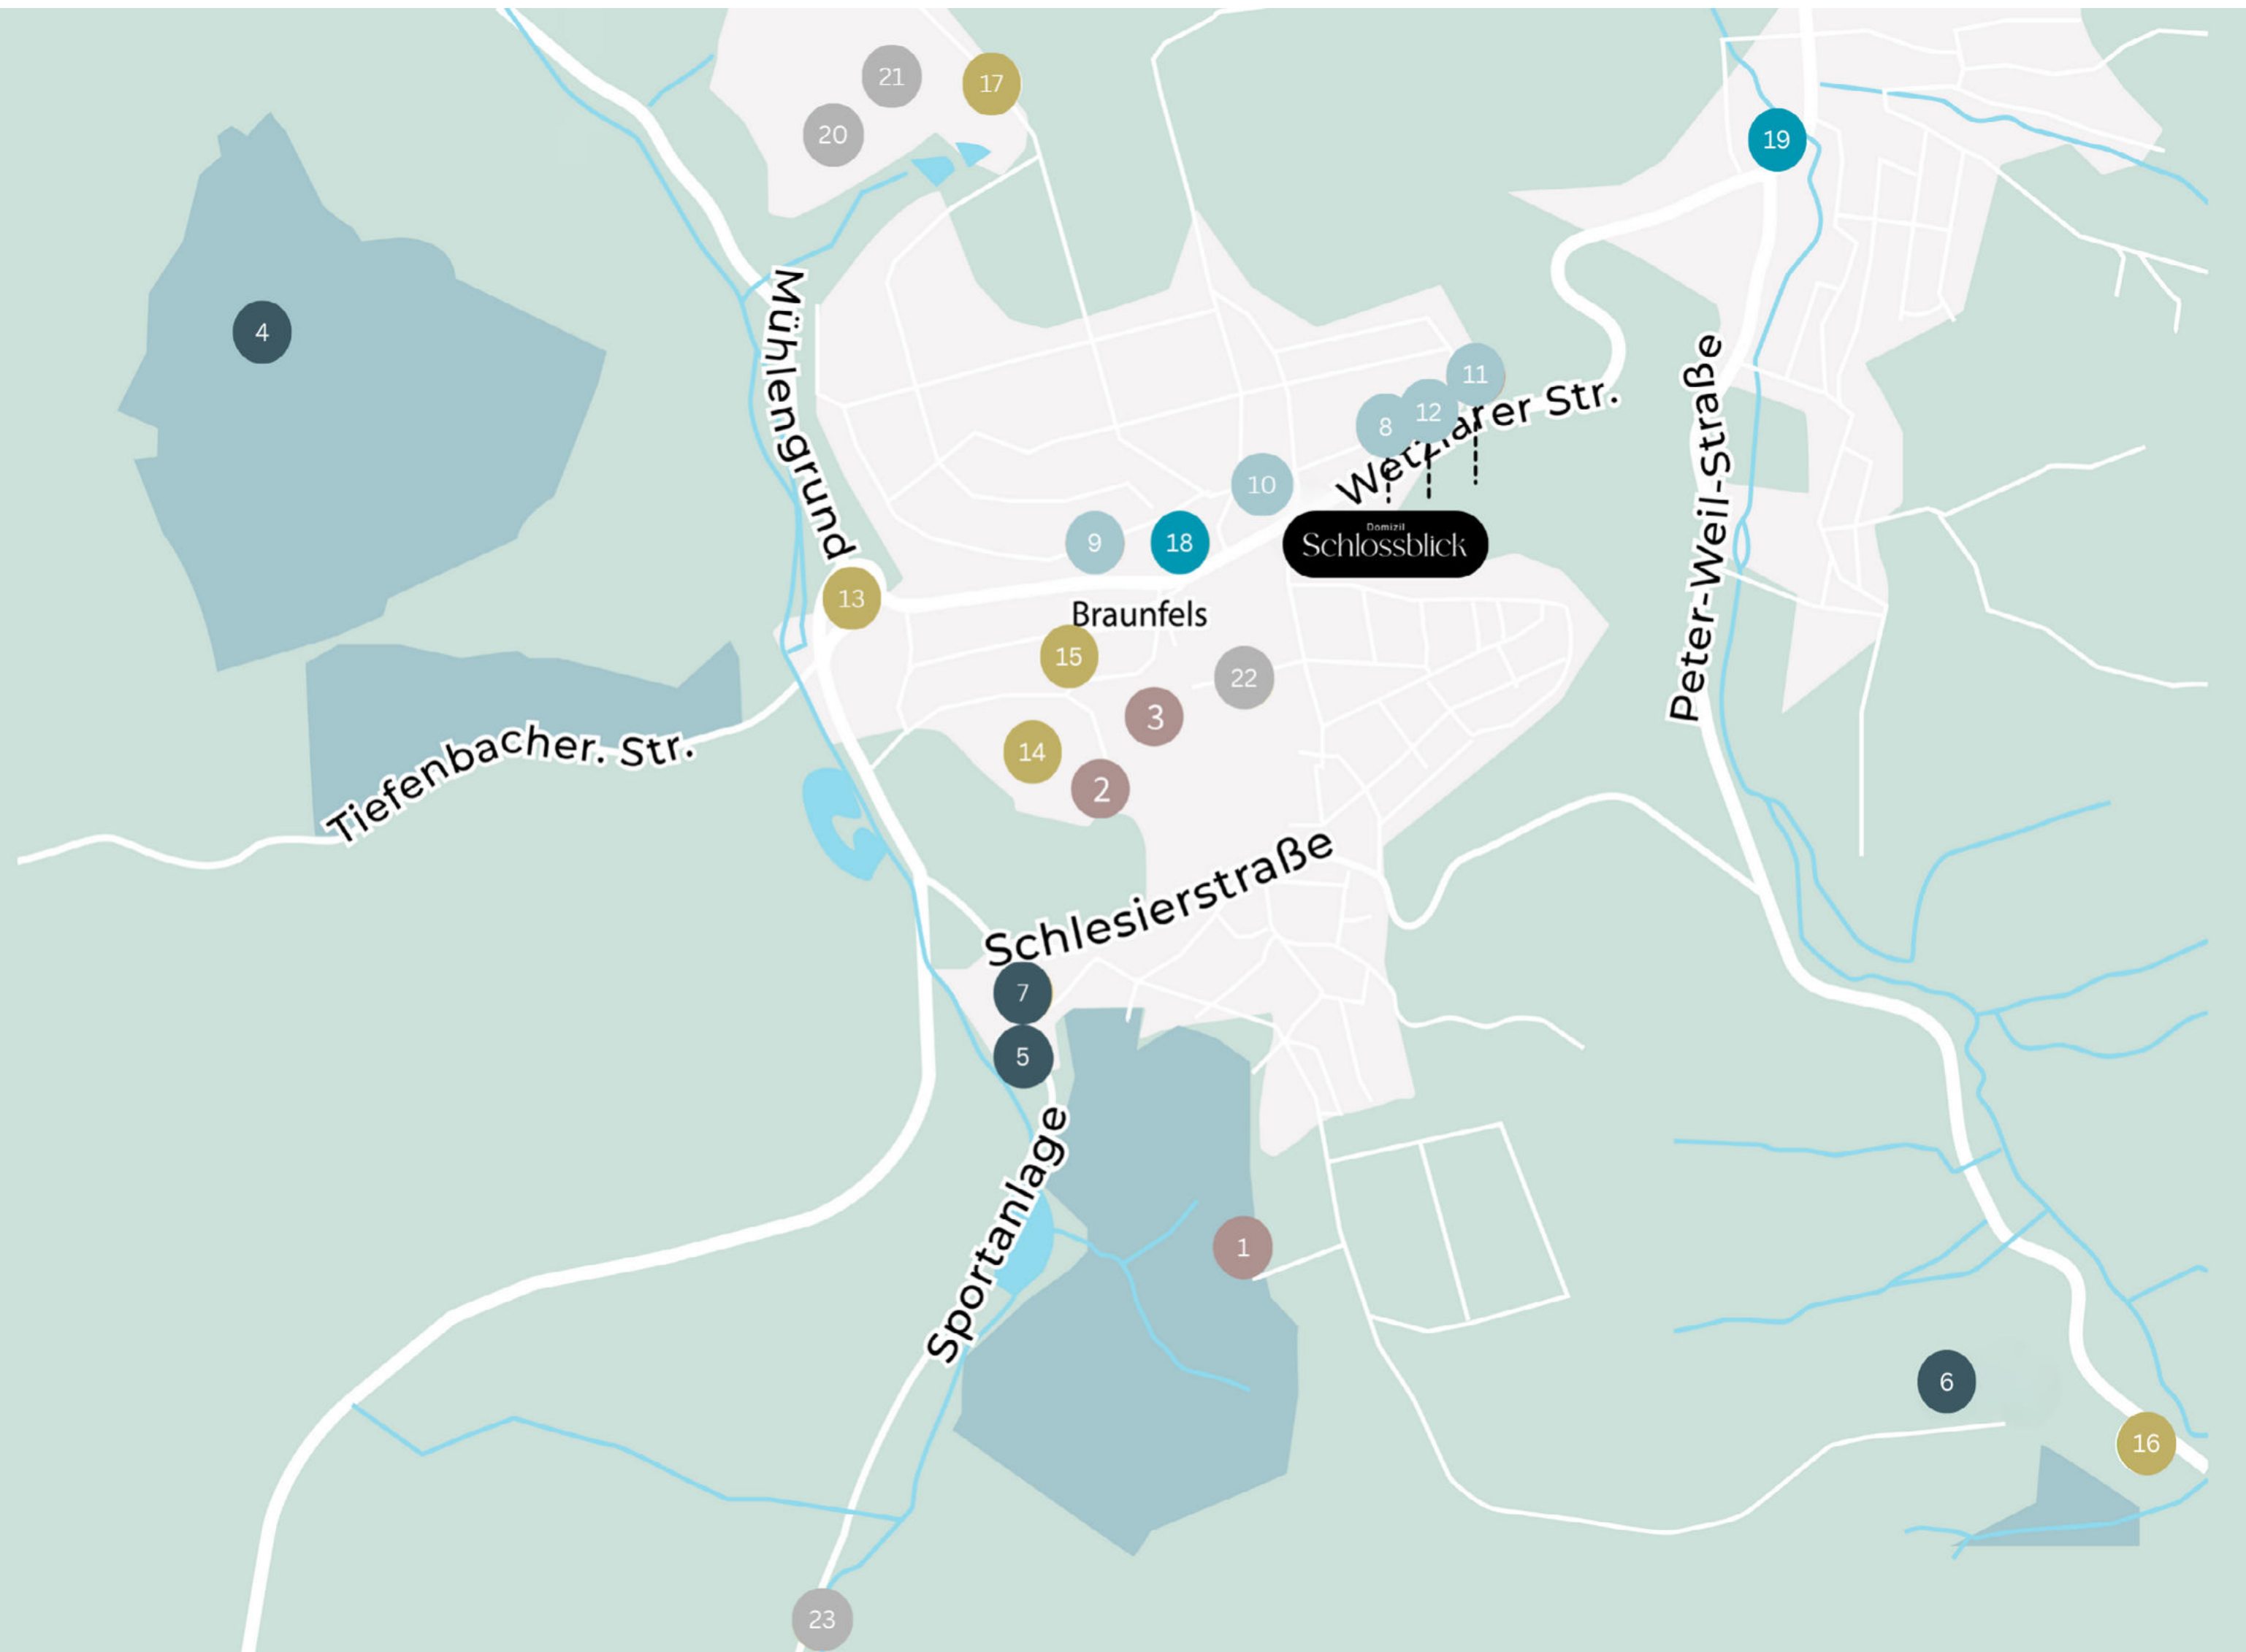 21
17
20
19
4
Mühlengrund
11
12
8
Wetzlarer Str.
10
9
18
Domizil
Schlossblick
Peter-Weil-Straße
13
Braunfels
15
22
3
14
2
Tiefenbacher. Str.
Schlesierstraße
7
5
Sportanlage
1
6
16
23